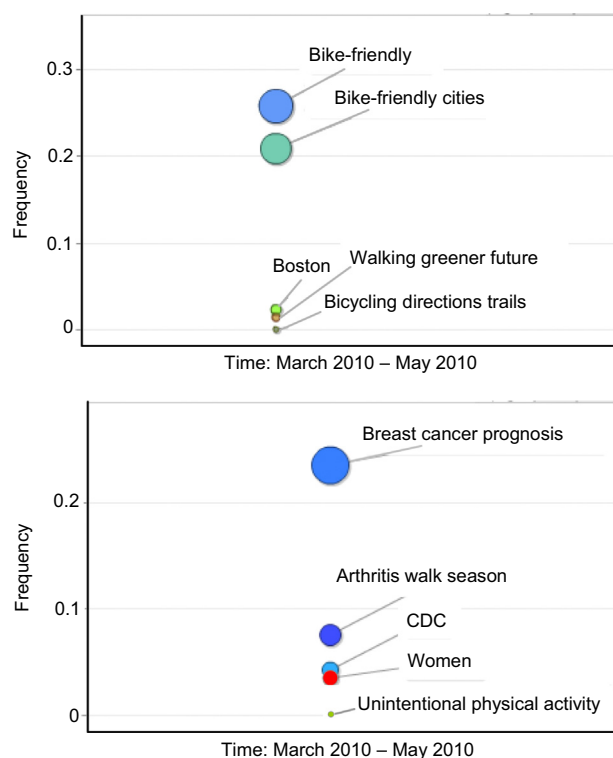 Bike-friendly
0.3
Bike-friendly cities
0.2
Frequency
0.1
Walking greener future
Boston
Bicycling directions trails
0
Time: March 2010 – May 2010
Breast cancer prognosis
0.2
Frequency
Arthritis walk season
0.1
CDC
Women
Unintentional physical activity
0
Time: March 2010 – May 2010